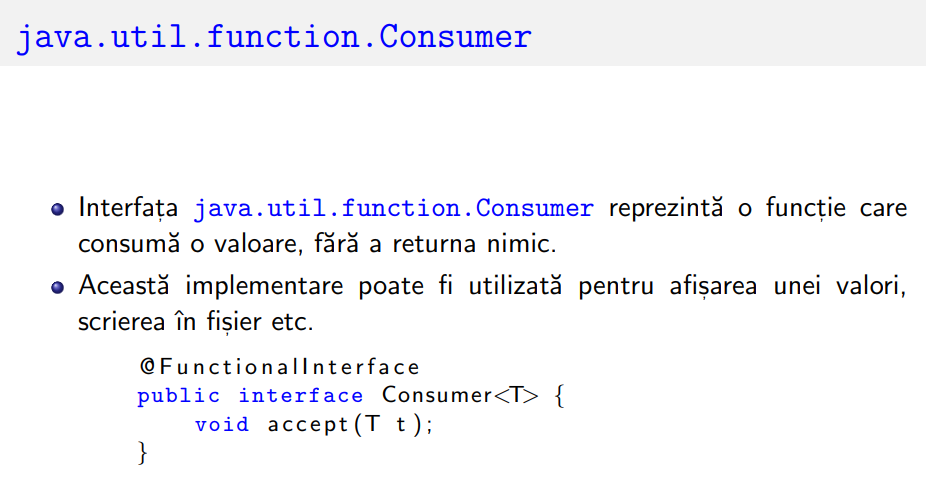 java.util.function.Consumer
Interfața java.util.function.Consumer reprezintă o funcție care
consumă o valoare, fără a returna nimic.
Această implementare poate fi utilizată pentru afișarea unei valori,
scrierea în fișier etc.
@FunctionalInterface
public interface Consumer<T> {
void accept(T t);
}